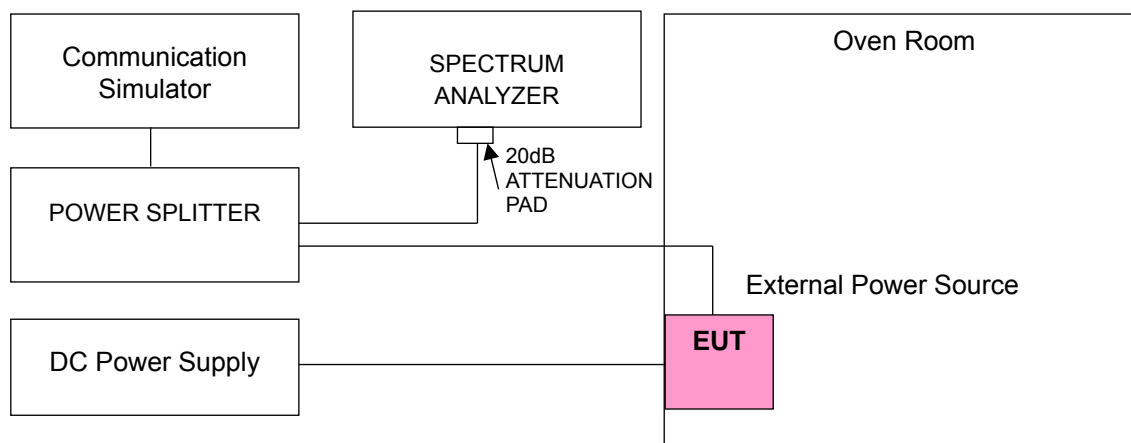 Communication
Simulator
SPECTRUM
ANALYZER
Oven Room
20dB
ATTENUATION
PAD
POWER SPLITTER
External Power Source
EUT
DC Power Supply